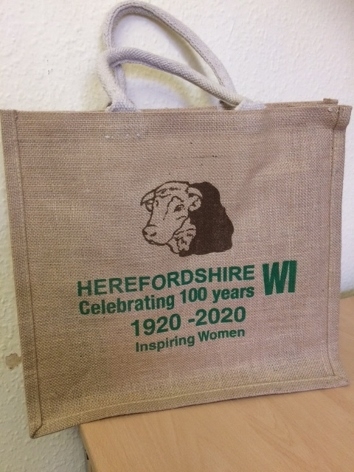 HEREFORDSHIRE WI
Celebrating 100 years
1920 -2020
Inspiring Women